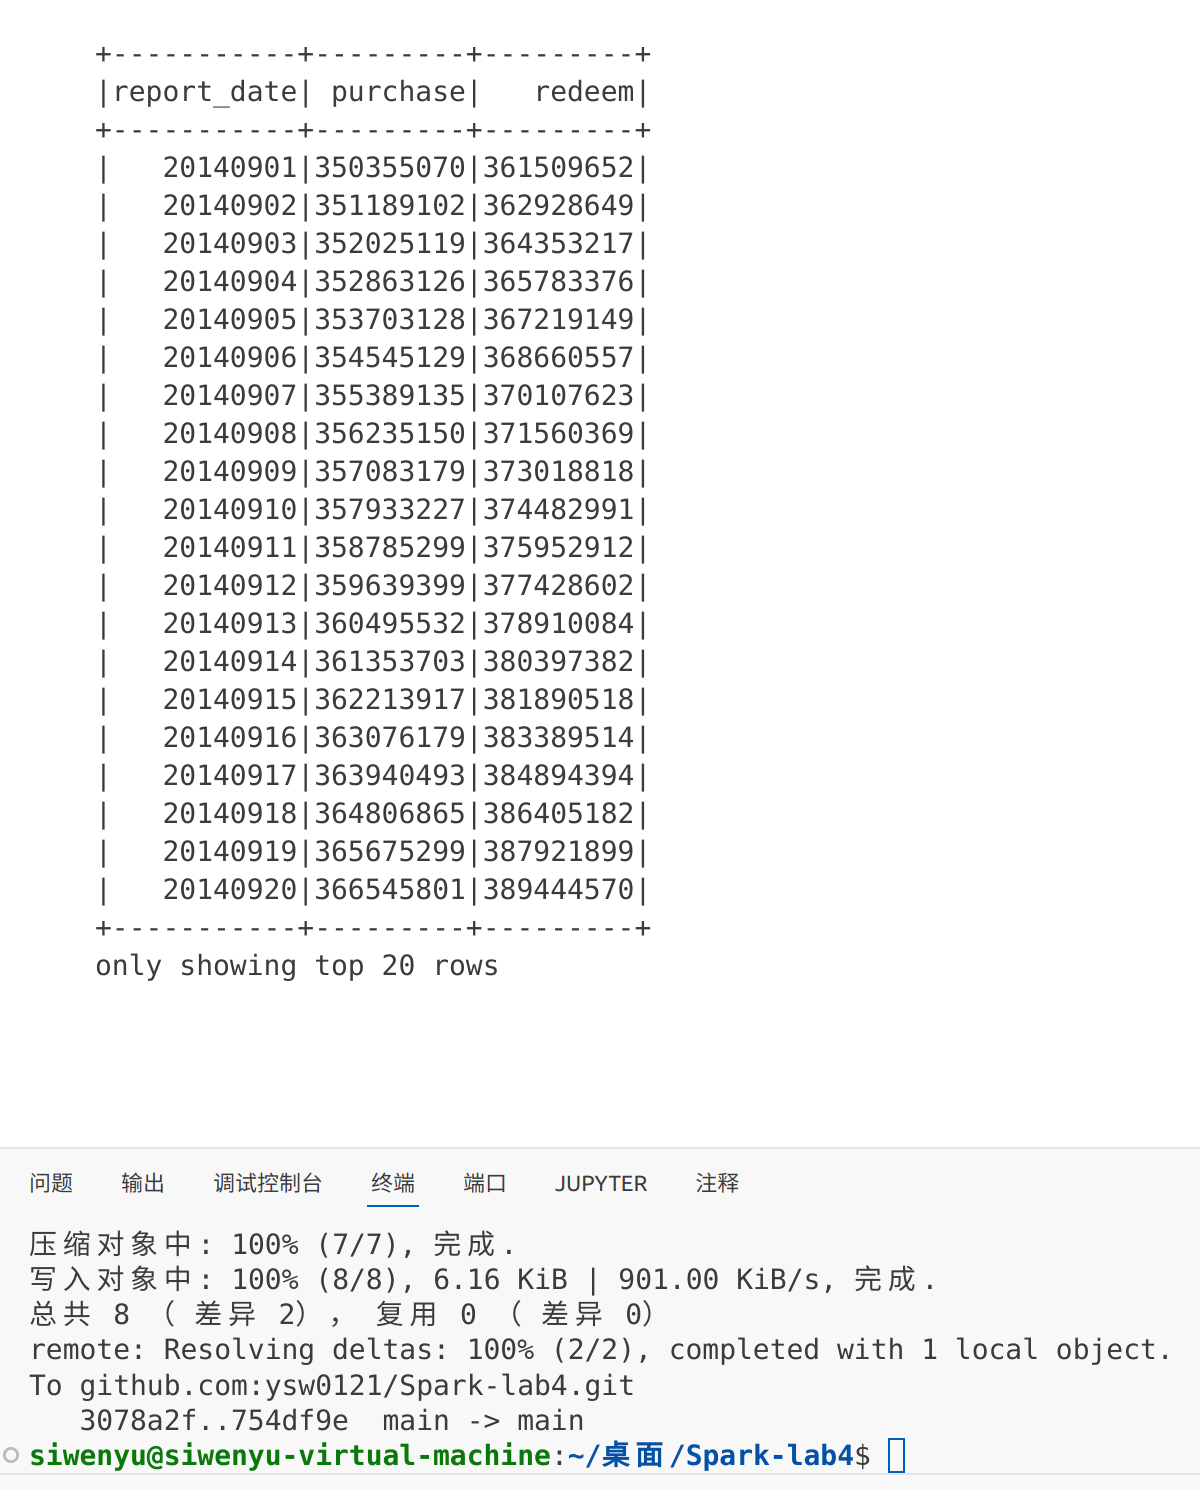 +-----------+---------+---------+
|report_date| purchase|   redeem|
+-----------+---------+---------+
|   20140901|350355070|361509652|
|   20140902|351189102|362928649|
|   20140903|352025119|364353217|
|   20140904|352863126|365783376|
|   20140905|353703128|367219149|
|   20140906|354545129|368660557|
|   20140907|355389135|370107623|
|   20140908|356235150|371560369|
|   20140909|357083179|373018818|
|   20140910|357933227|374482991|
|   20140911|358785299|375952912|
|   20140912|359639399|377428602|
|   20140913|360495532|378910084|
|   20140914|361353703|380397382|
|   20140915|362213917|381890518|
|   20140916|363076179|383389514|
|   20140917|363940493|384894394|
|   20140918|364806865|386405182|
|   20140919|365675299|387921899|
|   20140920|366545801|389444570|
+-----------+---------+---------+
only showing top 20 rows
问题 输出 调试控制台 终端 端口 JUPYTER 注释
压缩对象中: 100% (7/7), 完成.
写入对象中: 100% (8/8), 6.16 KiB | 901.00 KiB/s, 完成.
总共 8 （差异 2）， 复用 0 （差异 0）
remote: Resolving deltas: 100% (2/2), completed with 1 local object.
To github.com:ysw0121/Spark-lab4.git
   3078a2f..754df9e  main -> main
siwenyu@siwenyu-virtual-machine:~/桌面/Spark-lab4$